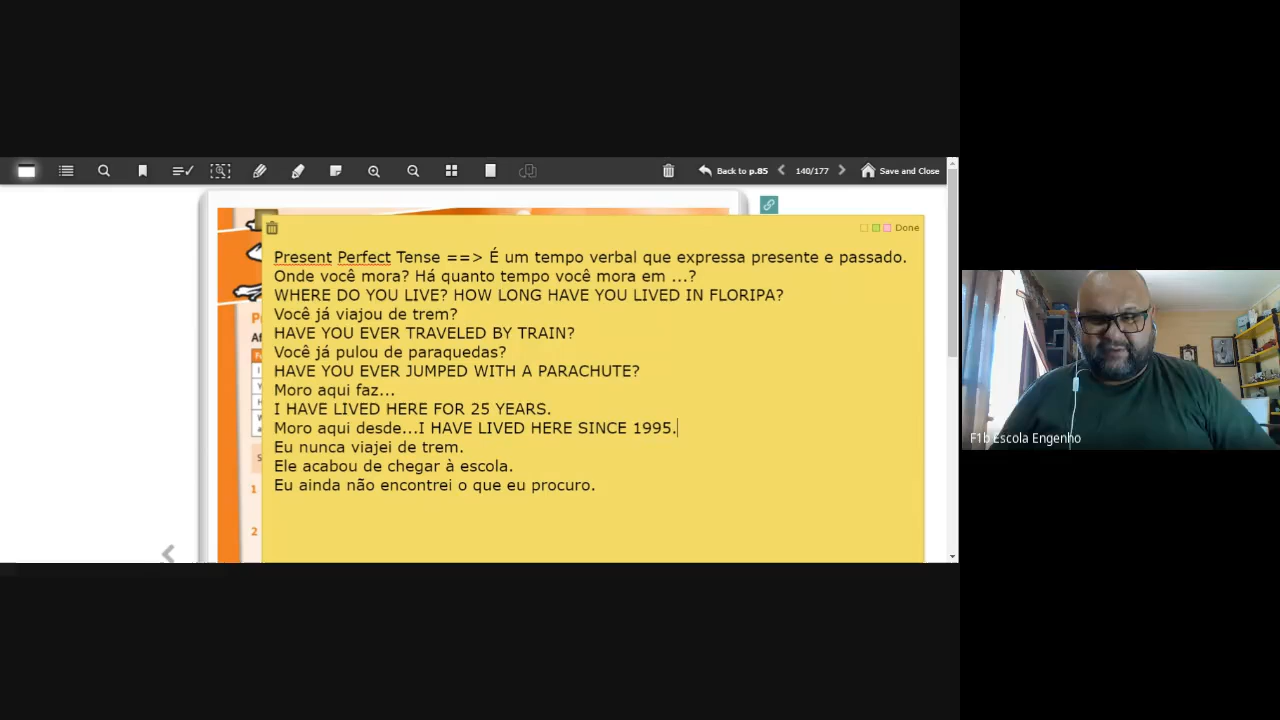 Back to p.85
140/177
Save and Close
Done
Present Perfect Tense ==> É um tempo verbal que expressa presente e passado.
Onde você mora? Há quanto tempo você mora em ...?
WHERE DO YOU LIVE? HOW LONG HAVE YOU LIVED IN FLORIPA?
Você já viajou de trem?
HAVE YOU EVER TRAVELED BY TRAIN?
Você já pulou de paraquedas?
HAVE YOU EVER JUMPED WITH A PARACHUTE?
Moro aqui faz...
I HAVE LIVED HERE FOR 25 YEARS.
Moro aqui desde...I HAVE LIVED HERE SINCE 1995.
Eu nunca viajei de trem.
Ele acabou de chegar à escola.
Eu ainda não encontrei o que eu procuro.
1
2
F1b Escola Engenho